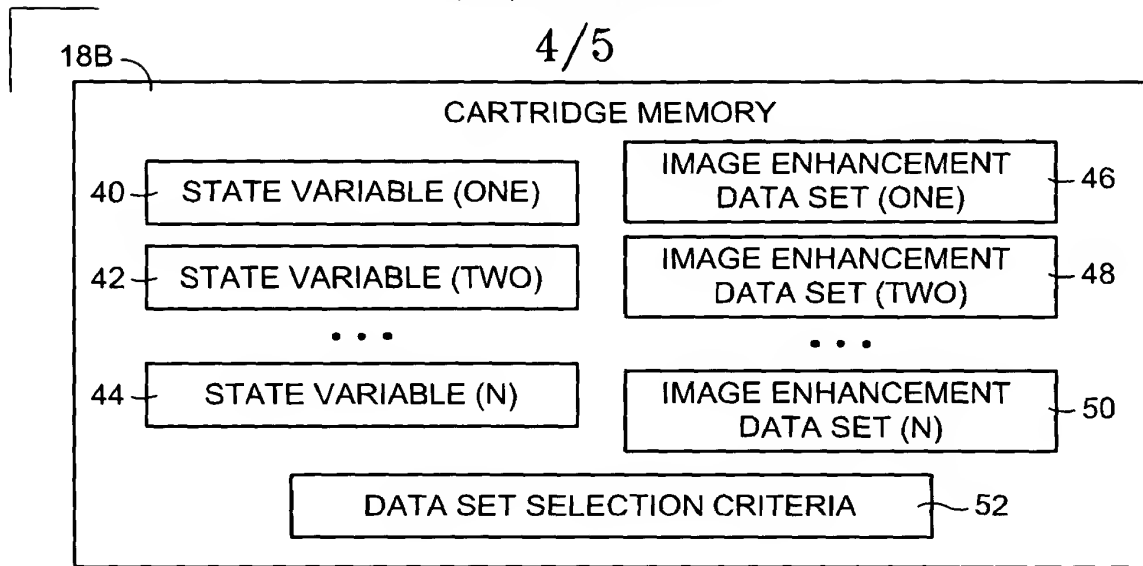 4/5
18B
CARTRIDGE MEMORY
40
STATE VARIABLE (ONE)
IMAGE ENHANCEMENT
DATA SET (ONE)
46
42
STATE VARIABLE (TWO)
IMAGE ENHANCEMENT
DATA SET (TWO)
48
• • •
• • •
44
STATE VARIABLE (N)
IMAGE ENHANCEMENT
DATA SET (N)
50
DATA SET SELECTION CRITERIA
52